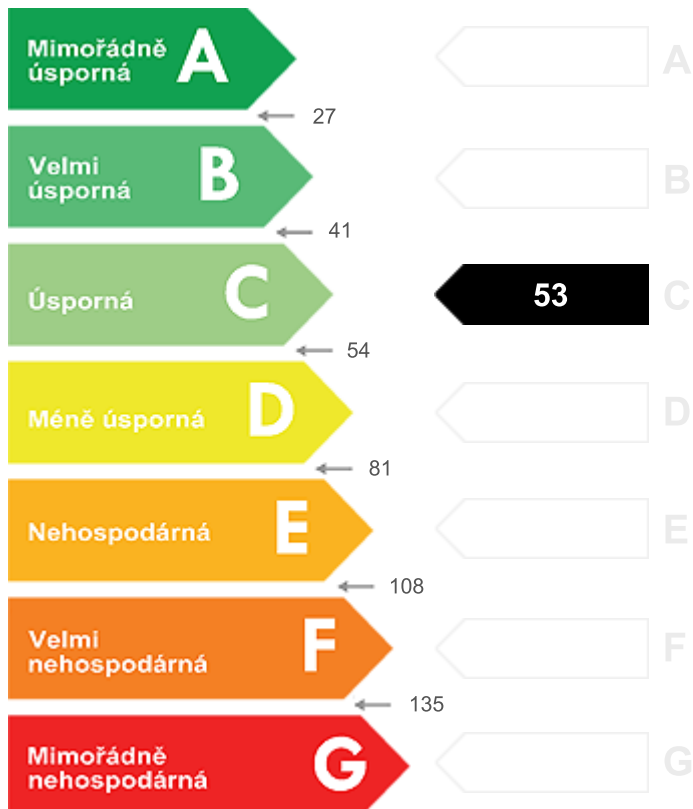 Mimořádně
úsporná
A
A
27
Velmi
úsporná
B
B
41
Úsporná
C
53
C
54
Méně úsporná
D
D
81
Nehospodárná
E
E
108
Velmi
nehospodárná
F
F
135
Mimořádně
nehospodárná
G
G